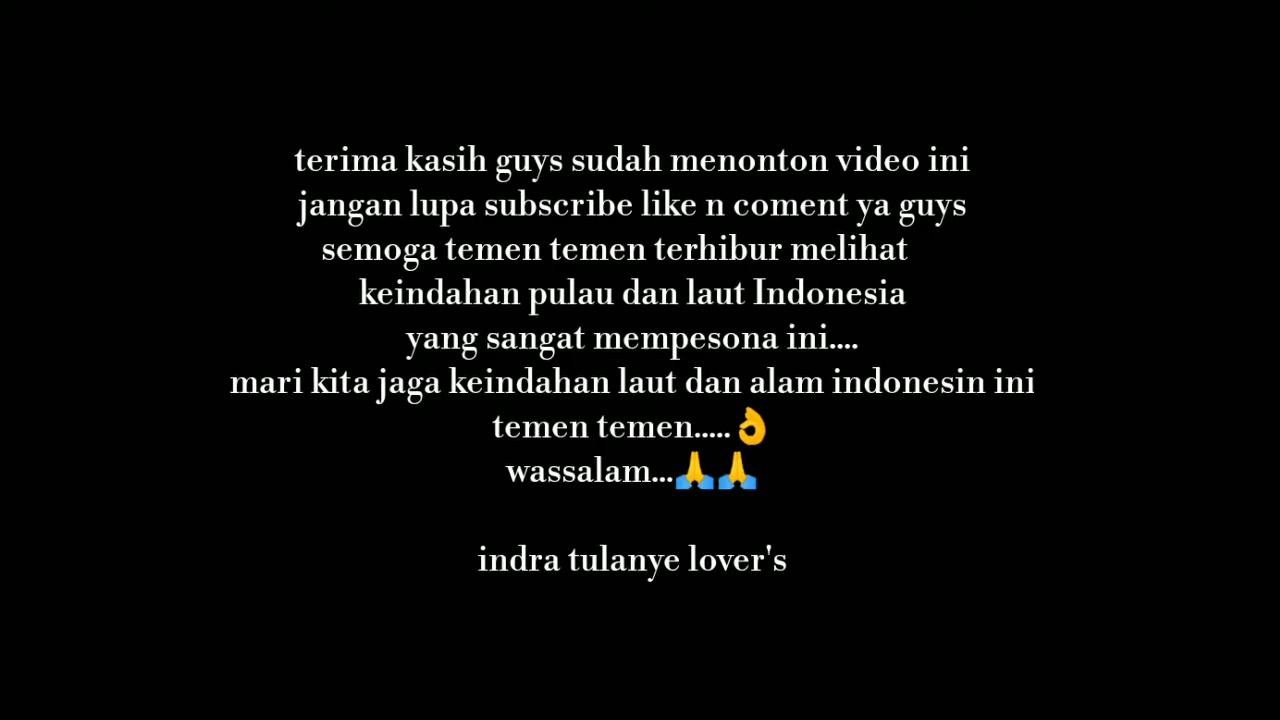 terima kasih guys sudah menonton video ini
jangan lupa subscribe like n coment ya guys
semoga temen temen terhibur melihat
keindahan pulau dan laut Indonesia
yang sangat mempesona ini....
mari kita jaga keindahan laut dan alam indonesin ini
temen temen.....👌
wassalam...🙏🙏
indra tulanye lover's